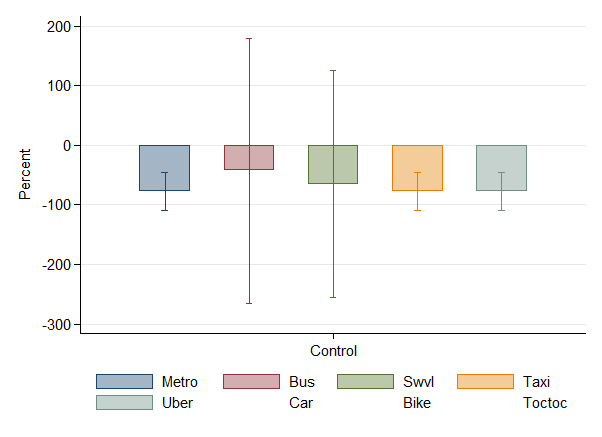 200
100
0
-100
-200
-300
Percent
Control
Metro Bus Swvl Taxi
Uber Car Bike Toctoc